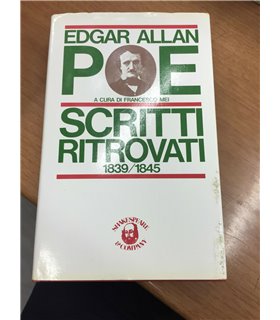 EDGAR ALLAN
POE
A CURA DI FRANCESCO MEI
SCRITTI
RITROVATI
1839/1845
SHAKESPEARE
& COMPANY